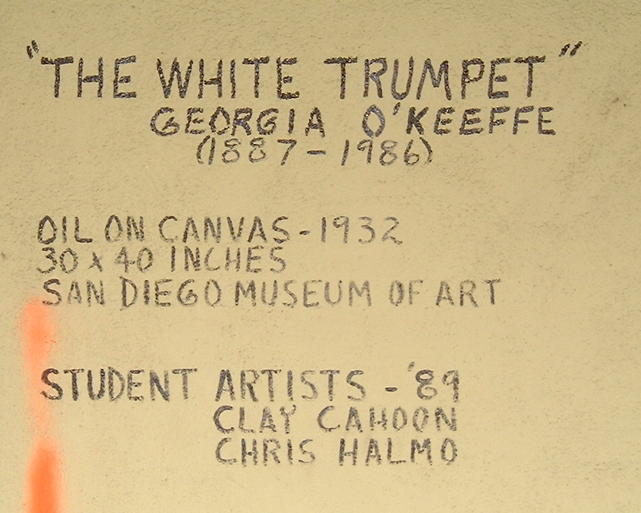 "THE WHITE TRUMPET"
GEORGIA O'KEEFFE
(1887-1986)
OIL ON CANVAS-1932
30 x 40 INCHES
SAN DIEGO MUSEUM OF ART
STUDENT ARTISTS - '89
CLAY CAHOON
CHRIS HALMO